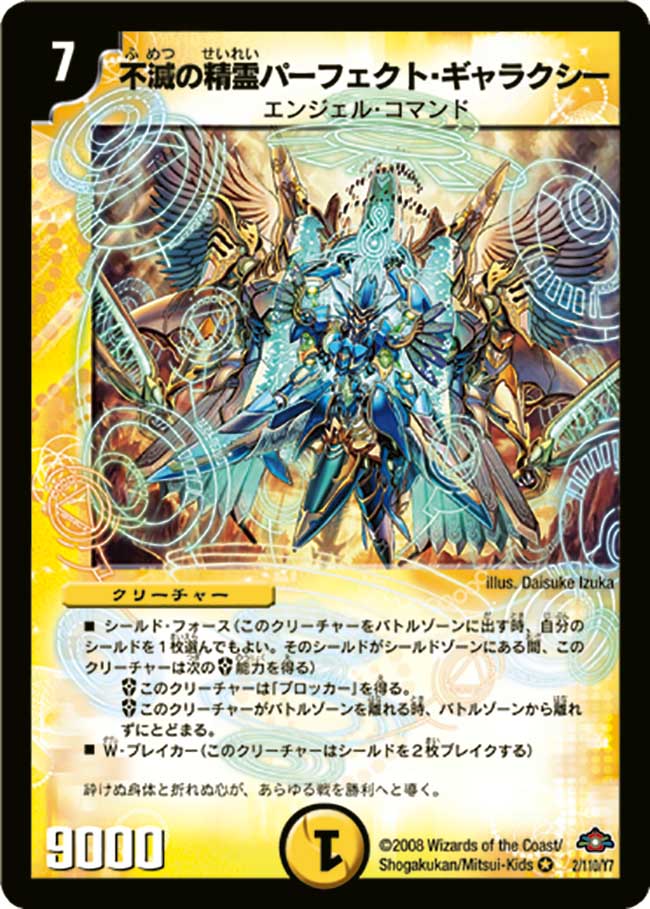 7
ふめつ せいれい
不滅の精霊パーフェクト・ギャラクシー
エンジェル・コマンド
illus. Daisuke Izuka
クリーチャー
■ シールド・フォース(このクリーチャーをバトルゾーンに出す時、自分の
シールドを1枚選んでもよい。そのシールドがシールドゾーンにある間、この
クリーチャーは次の能力を得る)
このクリーチャーは「ブロッカー」を得る。
このクリーチャーがバトルゾーンを離れる時、バトルゾーンから離れ
ずにとどまる。
■ W・ブレイカー(このクリーチャーはシールドを2枚ブレイクする)
砕けぬ身体と折れぬ心が、あらゆる戦を勝利へと導く。
9000
1
©2008 Wizards of the Coast/
Shogakukan/Mitsui-Kids
2/110/Y7